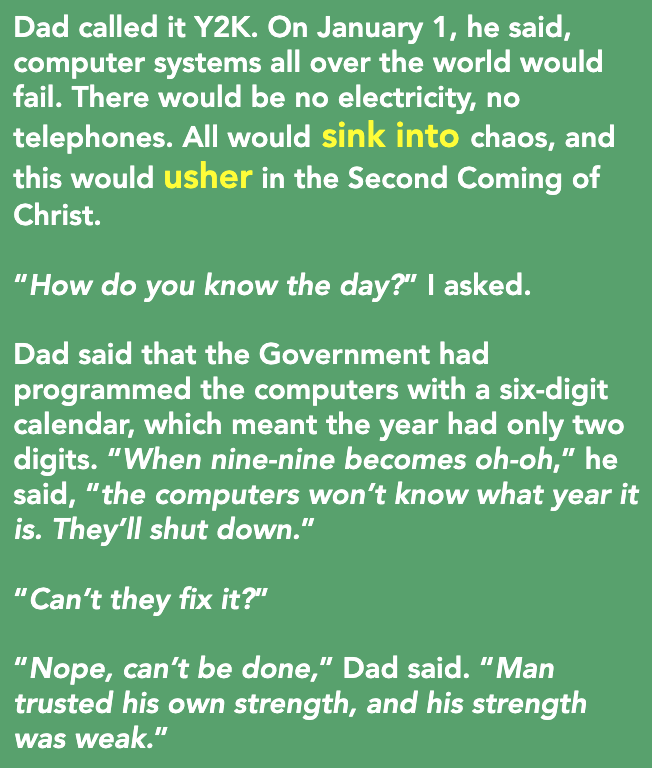 Dad called it Y2K. On January 1, he said,
computer systems all over the world would
fail. There would be no electricity, no
telephones. All would sink into chaos, and
this would usher in the Second Coming of
Christ.
“How do you know the day?” I asked.
Dad said that the Government had
programmed the computers with a six-digit
calendar, which meant the year had only two
digits. “When nine-nine becomes oh-oh,” he
said, “the computers won’t know what year it
is. They’ll shut down.”
“Can’t they fix it?”
“Nope, can’t be done,” Dad said. “Man
trusted his own strength, and his strength
was weak.”